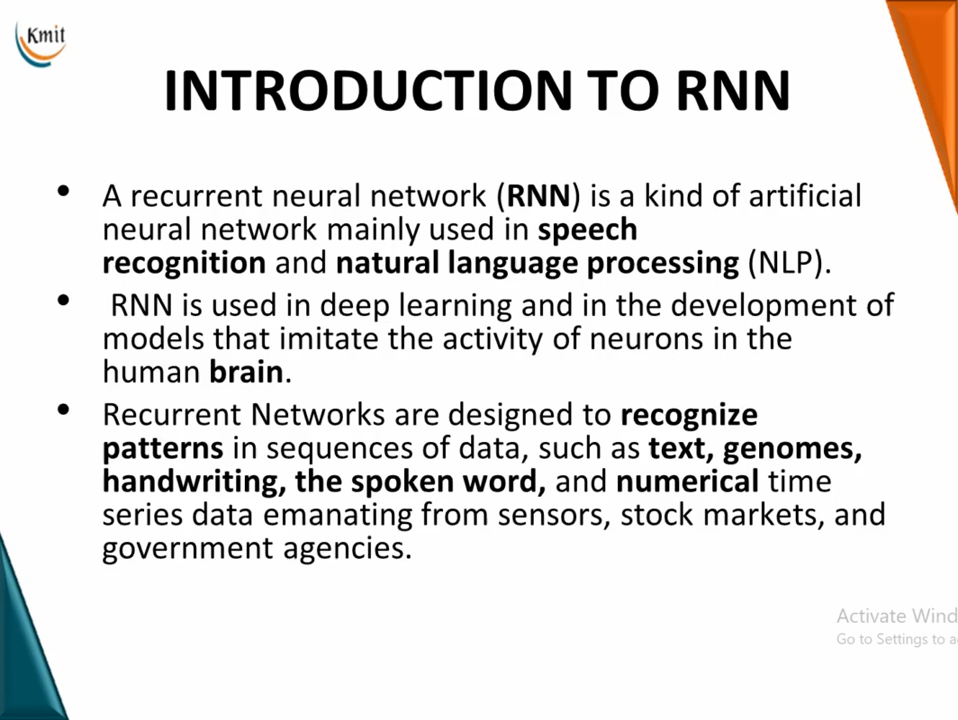 Kmit
INTRODUCTION TO RNN
• A recurrent neural network (RNN) is a kind of artificial
neural network mainly used in speech
recognition and natural language processing (NLP).
• RNN is used in deep learning and in the development of
models that imitate the activity of neurons in the
human brain.
• Recurrent Networks are designed to recognize
patterns in sequences of data, such as text, genomes,
handwriting, the spoken word, and numerical time
series data emanating from sensors, stock markets, and
government agencies.
Activate Wind
Go to Settings to a